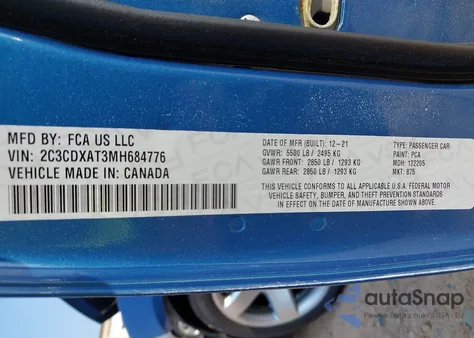 MFD BY: FCA US LLC
VIN: 2C3CDXAT3MH684776
VEHICLE MADE IN: CANADA
DATE OF MFR (BUILT): 12-21
GVWR: 5500 LB / 2495 KG
GAWR FRONT: 2850 LB / 1293 KG
GAWR REAR: 2850 LB / 1293 KG
TYPE: PASSENGER CAR
PAINT: PCA
MDH: 122205
MKT: 875
THIS VEHICLE CONFORMS TO ALL APPLICABLE U.S.A. FEDERAL MOTOR
VEHICLE SAFETY, BUMPER, AND THEFT PREVENTION STANDARDS
IN EFFECT ON THE DATE OF MANUFACTURE SHOWN ABOVE
autoSnap